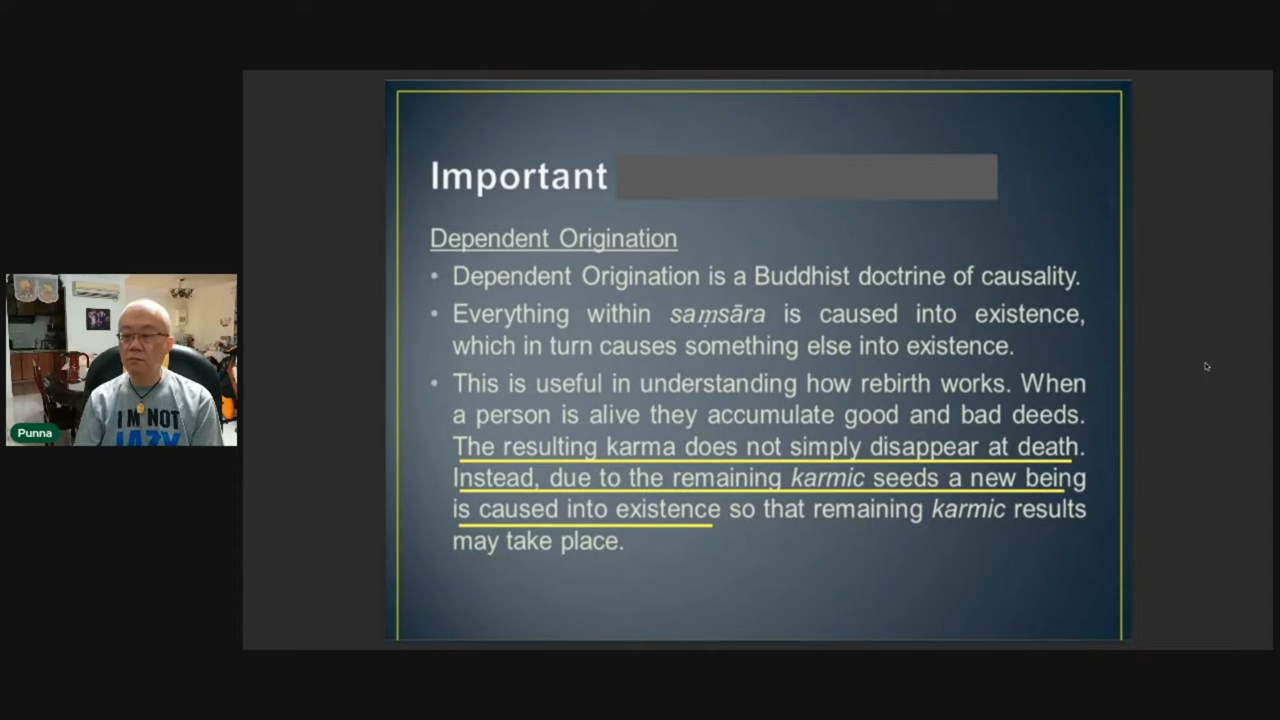 Important
Dependent Origination
• Dependent Origination is a Buddhist doctrine of causality.
• Everything within saṃsāra is caused into existence,
which in turn causes something else into existence.
• This is useful in understanding how rebirth works. When
a person is alive they accumulate good and bad deeds.
The resulting karma does not simply disappear at death.
Instead, due to the remaining karmic seeds a new being
is caused into existence so that remaining karmic results
may take place.
I M NOT
LAZY
Punna